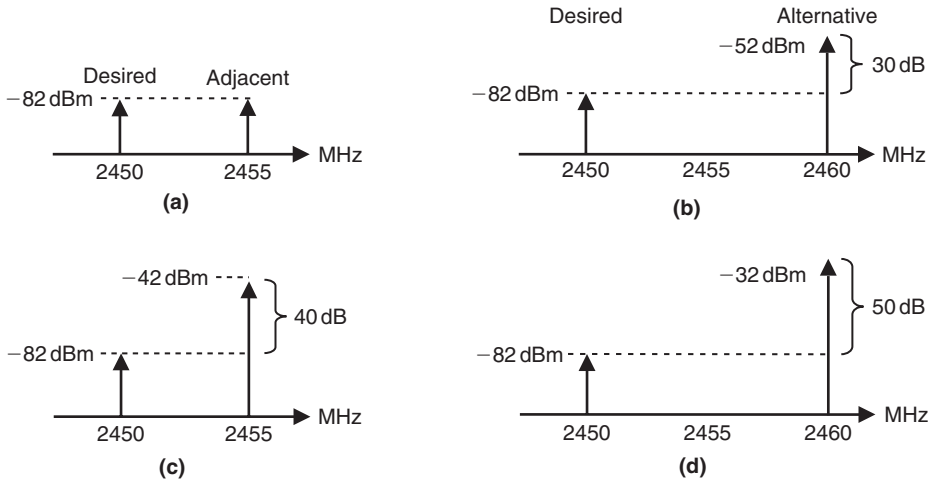 Desired
Adjacent
−82 dBm
MHz
2450
2455
(a)
Desired
Alternative
−52 dBm
30 dB
−82 dBm
MHz
2450
2455
2460
(b)
−42 dBm
40 dB
−82 dBm
MHz
2450
2455
(c)
−32 dBm
50 dB
−82 dBm
MHz
2450
2455
2460
(d)